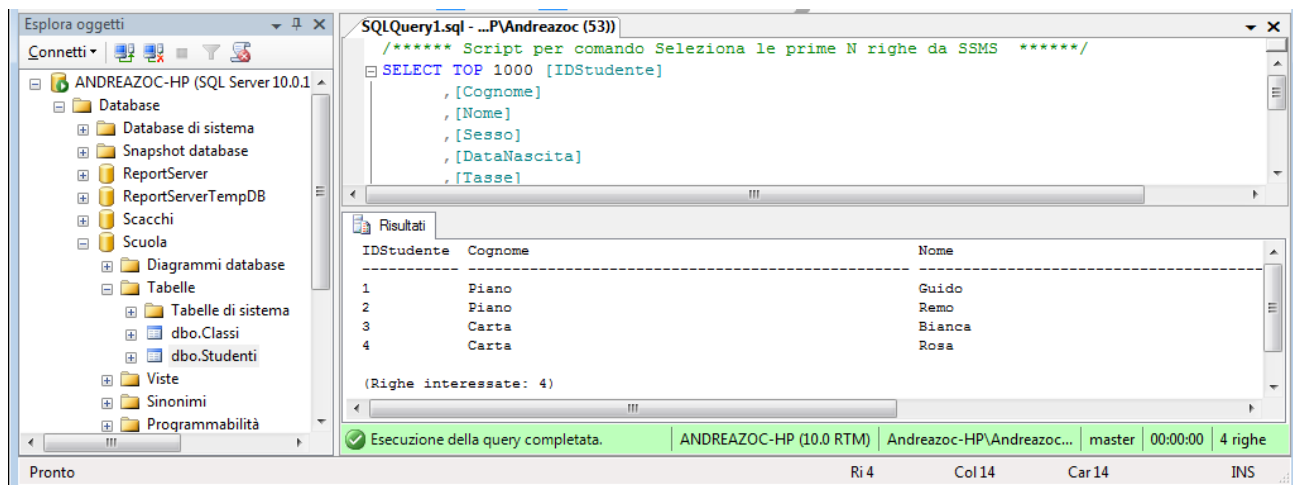 Esplora oggetti
Connetti
ANDREAZOC-HP (SQL Server 10.0.1
Database
Database di sistema
Snapshot database
ReportServer
ReportServerTempDB
Scacchi
Scuola
Diagrammi database
Tabelle
Tabelle di sistema
dbo.Classi
dbo.Studenti
Viste
Sinonimi
Programmabilità
SQLQuery1.sql - ...P\Andreazoc (53))
/****** Script per comando Seleziona le prime N righe da SSMS ******/
SELECT TOP 1000 [IDStudente]
,[Cognome]
,[Nome]
,[Sesso]
,[DataNascita]
,[Tasse]
Risultati
IDStudente Cognome Nome
----------- -------------------------------------------------- --------------------------------------------------
1 Piano Guido
2 Piano Remo
3 Carta Bianca
4 Carta Rosa
(Righe interessate: 4)
Esecuzione della query completata. ANDREAZOC-HP (10.0 RTM) Andreazoc-HP\Andreazoc... master 00:00:00 4 righe
Pronto Ri 4 Col 14 Car 14 INS